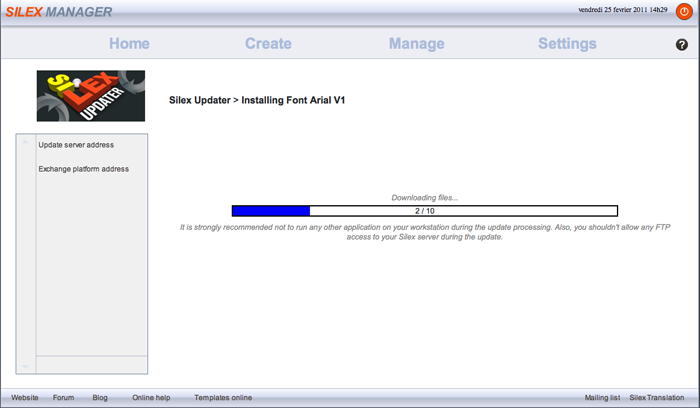 SILEX MANAGER
vendredi 25 fevrier 2011 14h29
Home Create Manage Settings ?
SILEX
UPDATER
Silex Updater > Installing Font Arial V1
Update server address
Exchange platform address
Downloading files...
2 / 10
It is strongly recommended not to run any other application on your workstation during the update processing. Also, you shouldn't allow any FTP
access to your Silex server during the update.
Website Forum Blog Online help Templates online Mailing list Silex Translation